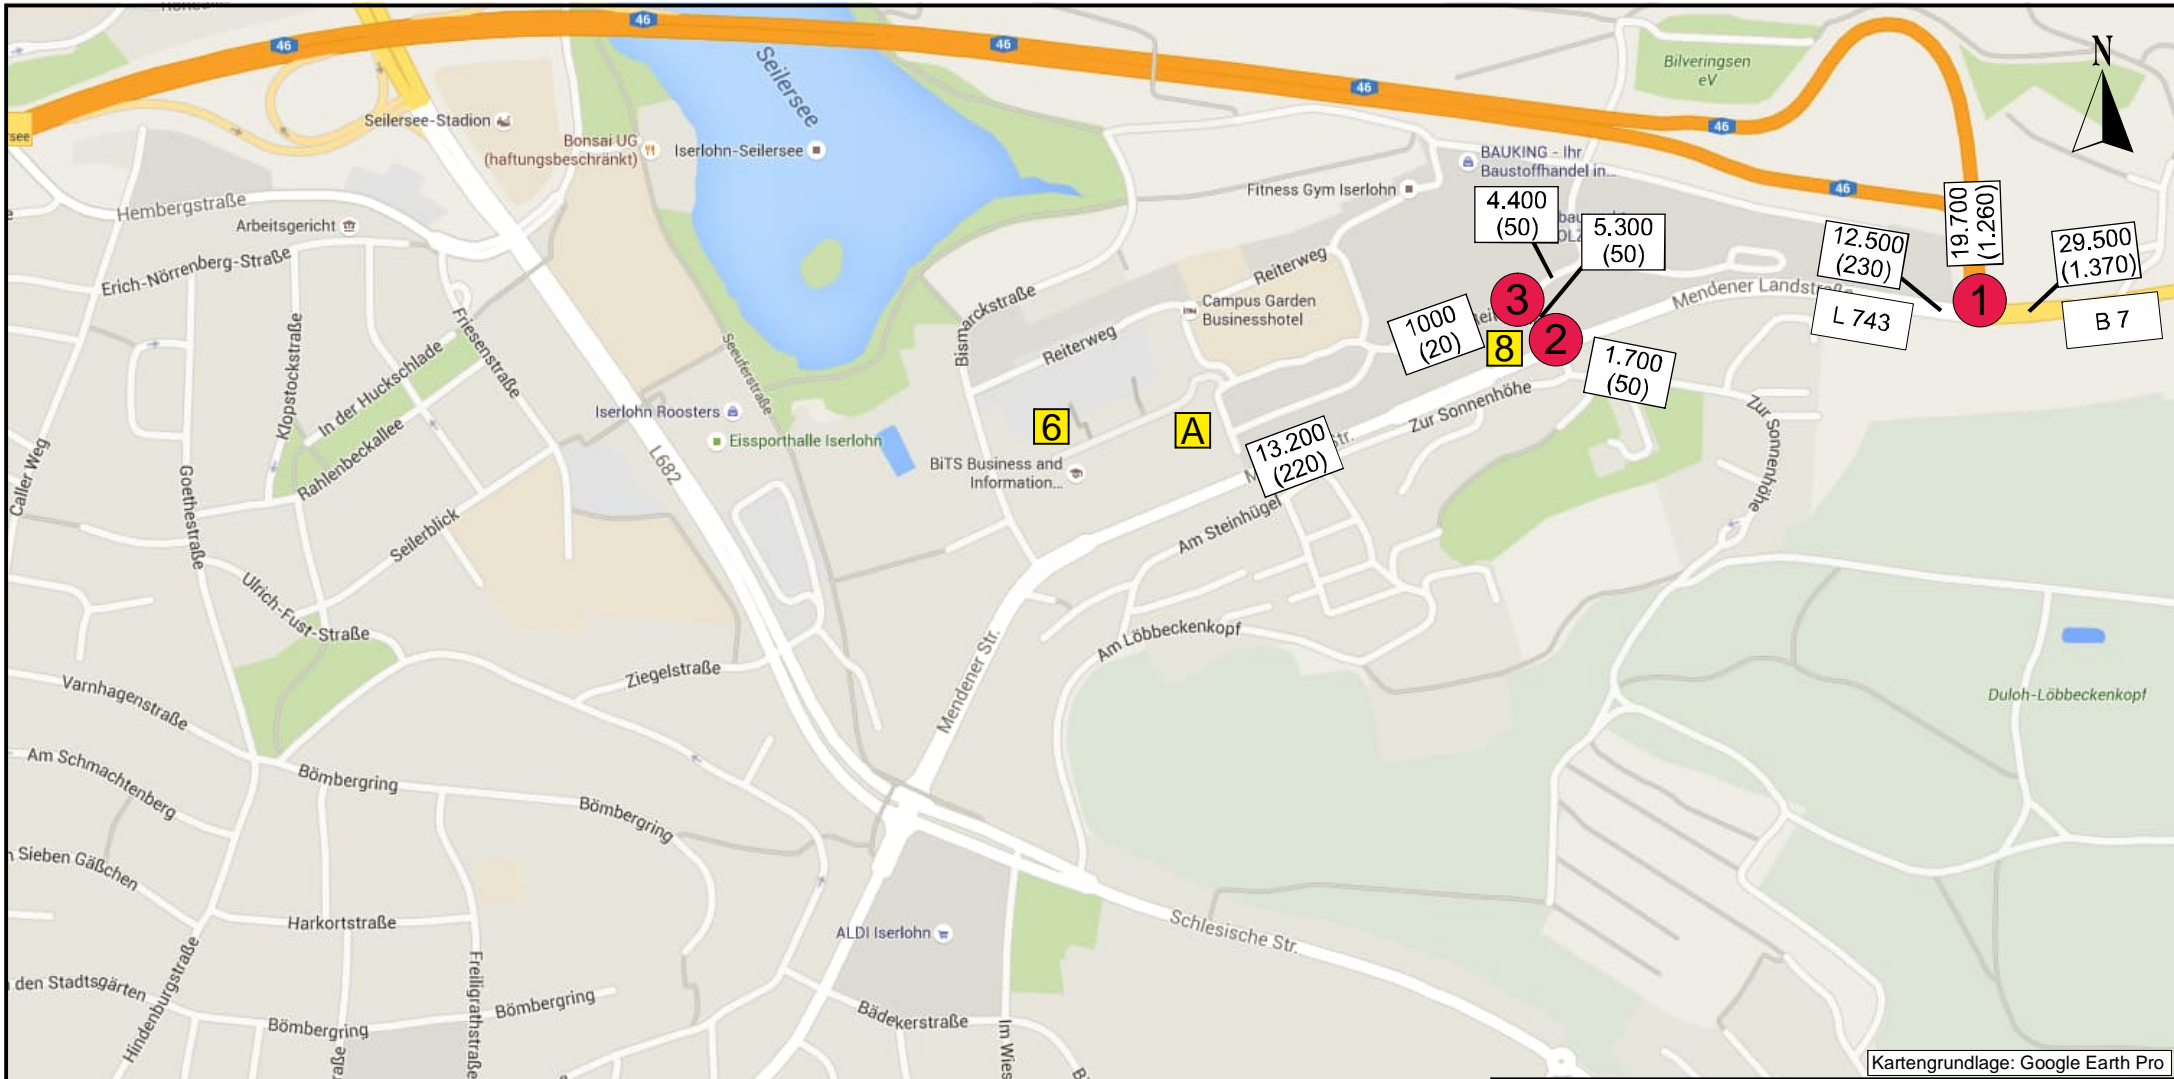 46
46
46
46
46
46
N
Bilveringsen
eV
see
Seilersee
Seilersee-Stadion
Bonsai UG
(haftungsbeschränkt)
Iserlohn-Seilersee
BAUKING - Ihr
Baustoffhandel in...
Fitness Gym Iserlohn
Hembergstraße
Arbeitsgericht
Erich-Nörrenberg-Straße
4.400
(50)
5.300
(50)
12.500
(230)
19.700
(1.260)
29.500
(1.370)
L 743
B 7
1
2
3
8
1000
(20)
1.700
(50)
Mendener Landstraße
Reiterweg
Reiterweg
Campus Garden
Businesshotel
Bismarckstraße
Seeuferstraße
Friesenstraße
In der Huckschlade
Klopstockstraße
Rahlenbeckallee
Iserlohn Roosters
Eissporthalle Iserlohn
6
A
BiTS Business and
Information...
13.200
(220)
Str.
Zur Sonnenhöhe
Zur Sonnenhöhe
Am Steinhügel
L682
Caller Weg
Goethestraße
Seilerblick
Ulrich-Fust-Straße
Am Löbbeckenkopf
Ziegelstraße
Mendener Str.
Varnhagenstraße
Duloh-Löbbeckenkopf
Am Schmachtenberg
Bömbergring
Bömbergring
Sieben Gäßchen
Harkortstraße
ALDI Iserlohn
Schlesische Str.
Hindenburgstraße
Freiligrathstraße
den Stadtsgärten
Bömbergring
Bömbergring
Bädekerstraße
Im Wies
raße
Kartengrundlage: Google Earth Pro